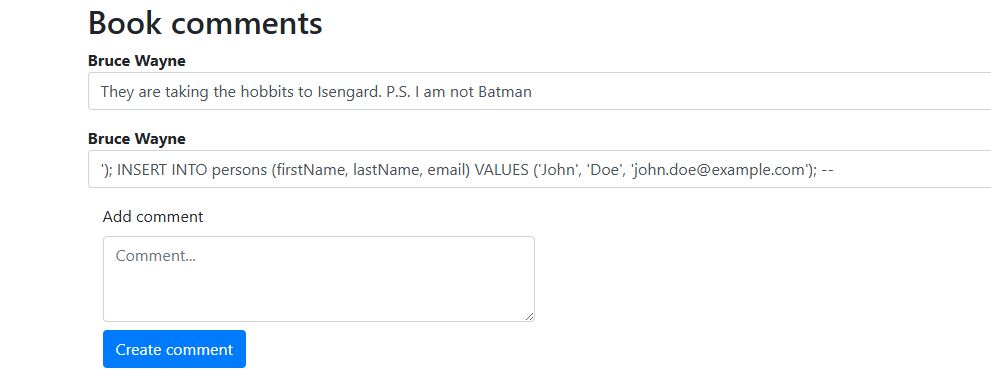 Book comments
Bruce Wayne
They are taking the hobbits to Isengard. P.S. I am not Batman
Bruce Wayne
'); INSERT INTO persons (firstName, lastName, email) VALUES ('John', 'Doe', 'john.doe@example.com'); --
Add comment
Comment...
Create comment